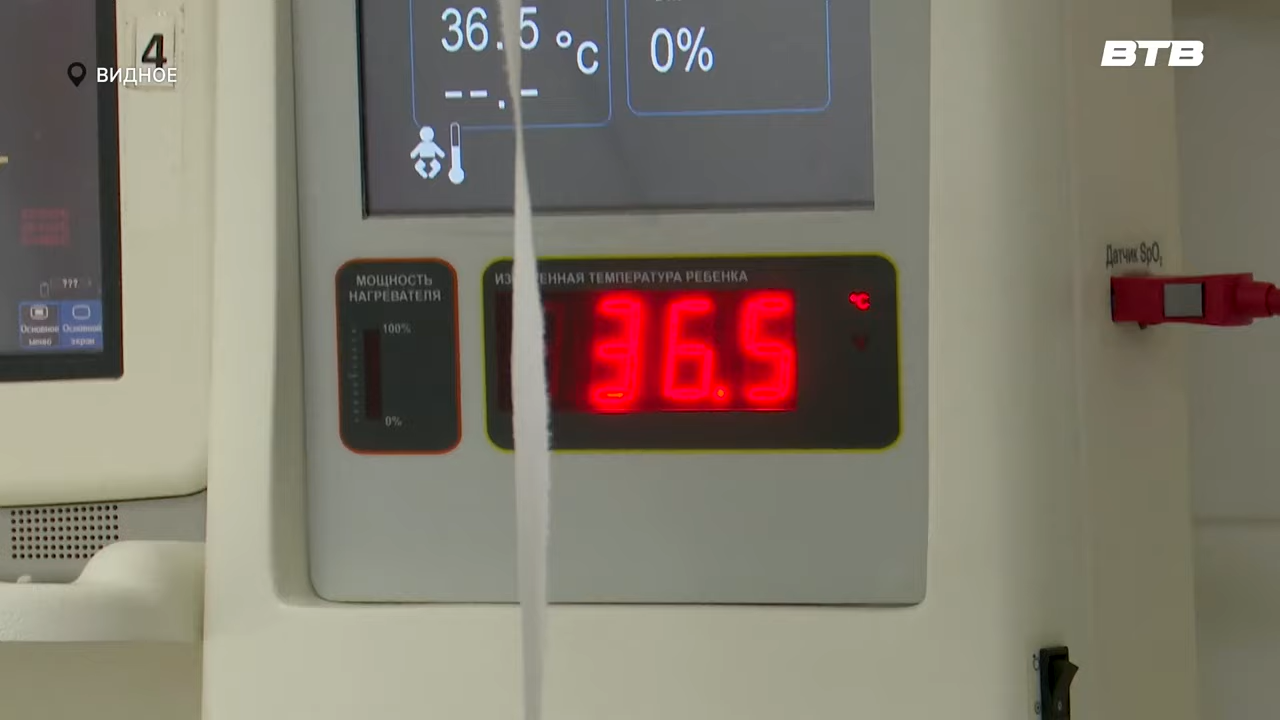 4
ВИДНОЕ
ВТВ
36.5 °C
--.-
0%
???
Основное меню
Основной экран
МОЩНОСТЬ
НАГРЕВАТЕЛЯ
100%
0%
ТЕМПЕРАТУРА РЕБЕНКА
36.5
°C
Датчик SpO₂